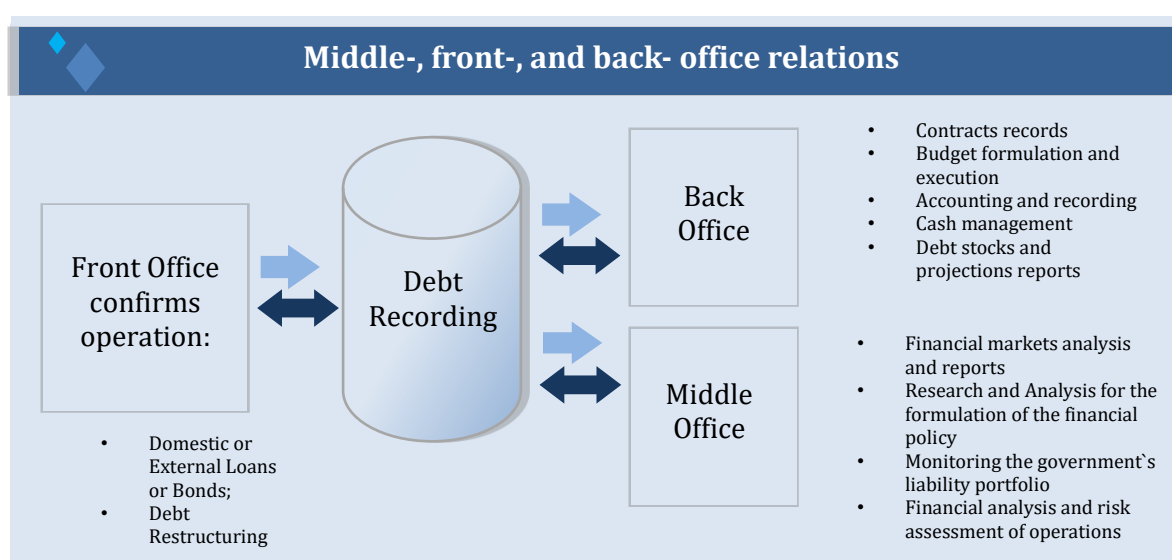 Middle-, front-, and back- office relations
Front Office
confirms
operation:
• Domestic or
External Loans
or Bonds;
• Debt
Restructuring
Debt
Recording
Back
Office
• Contracts records
• Budget formulation and
execution
• Accounting and recording
• Cash management
• Debt stocks and
projections reports
Middle
Office
• Financial markets analysis
and reports
• Research and Analysis for the
formulation of the financial
policy
• Monitoring the government`s
liability portfolio
• Financial analysis and risk
assessment of operations